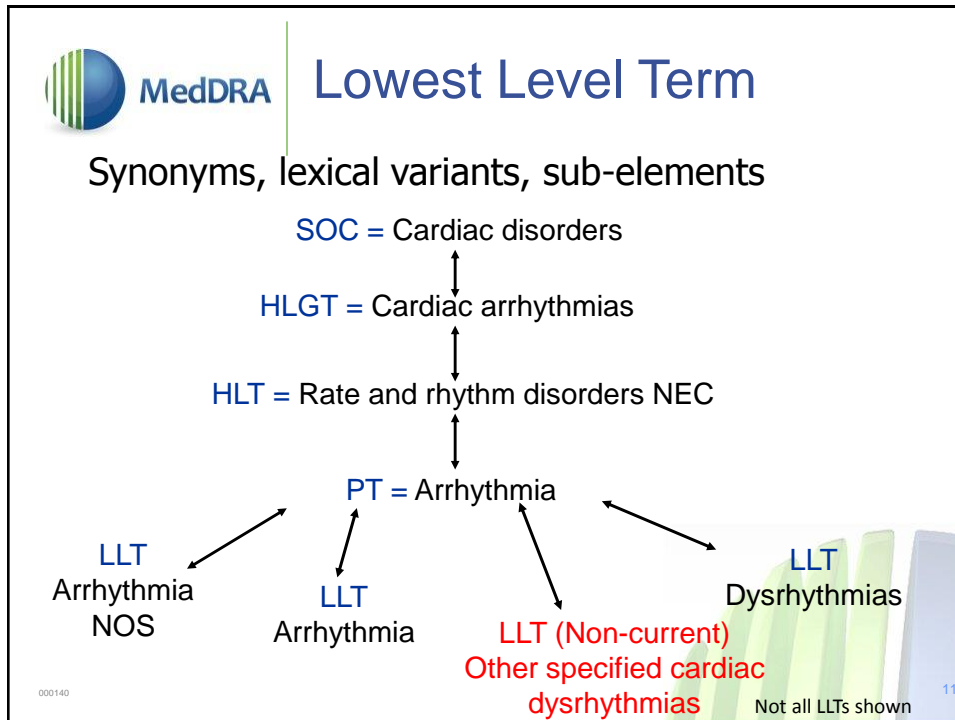 MedDRA
Lowest Level Term
Synonyms, lexical variants, sub-elements
SOC = Cardiac disorders
HLGT = Cardiac arrhythmias
HLT = Rate and rhythm disorders NEC
PT = Arrhythmia
LLT
Arrhythmia
NOS
LLT
Arrhythmia
LLT (Non-current)
Other specified cardiac
dysrhythmias
LLT
Dysrhythmias
000140
Not all LLTs shown
11